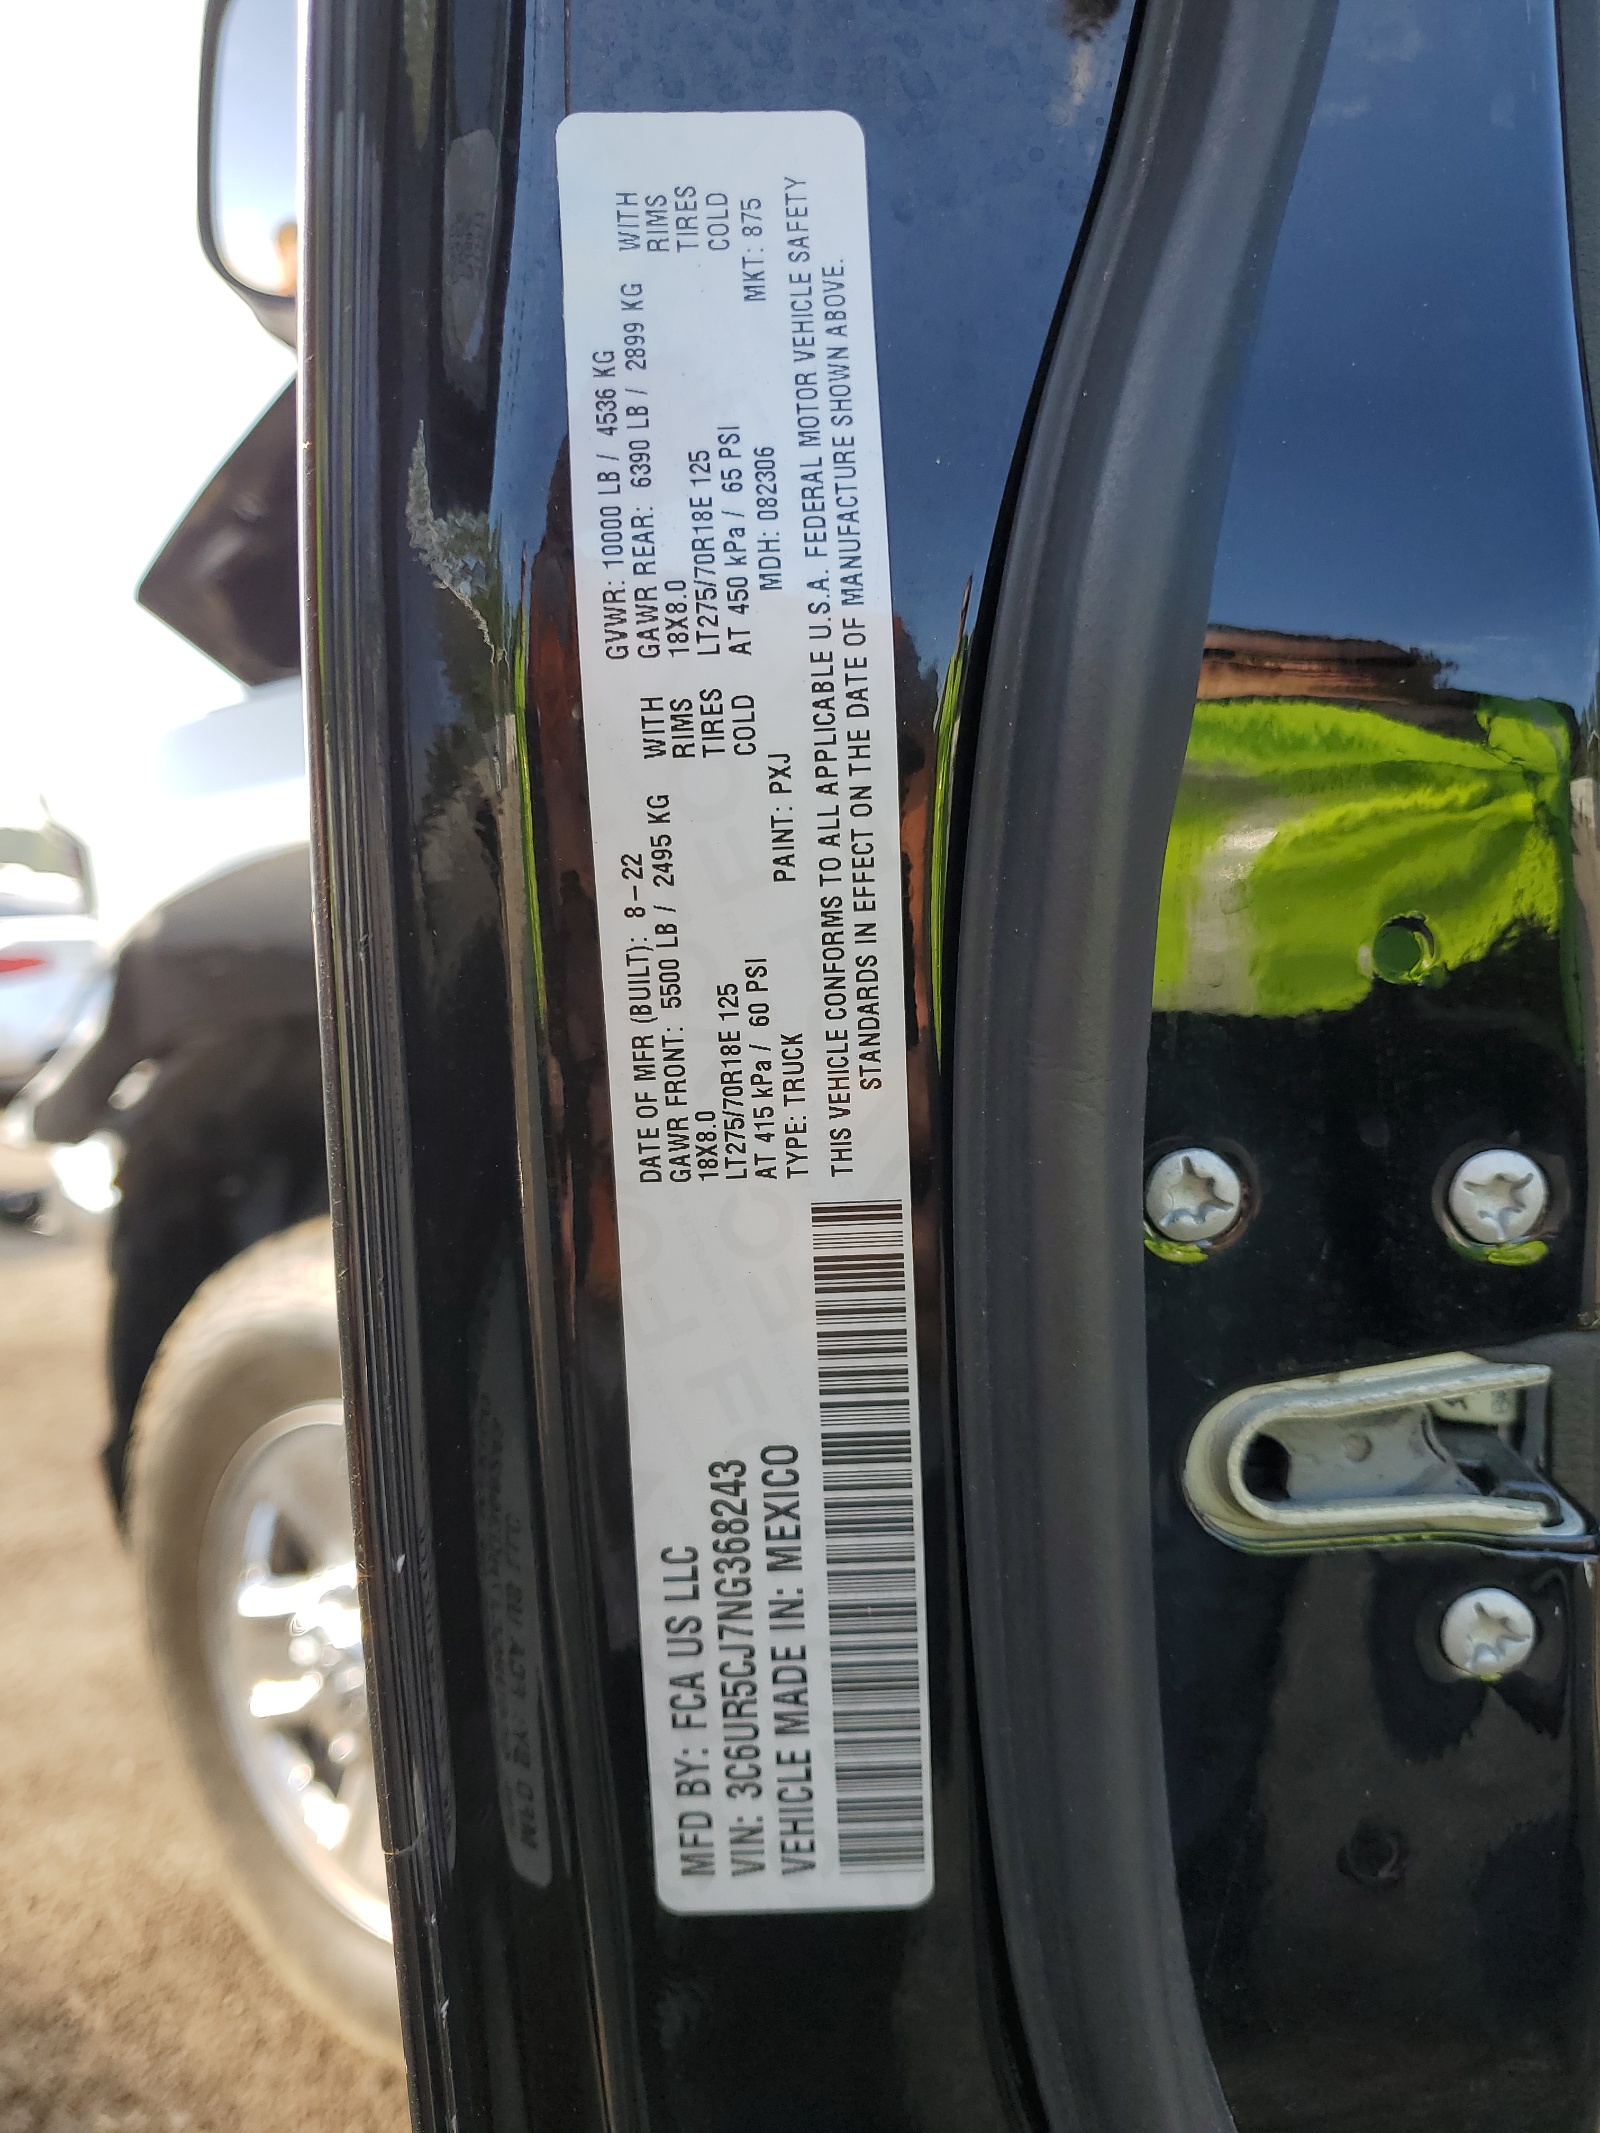 MFD BY: FCA US LLC
VIN: 3C6UR5CJ7NG368243
VEHICLE MADE IN: MEXICO
DATE OF MFR (BUILT): 8-22
GAWR FRONT: 5500 LB / 2495 KG WITH
18X8.0 RIMS
LT275/70R18E 125 TIRES
AT 415 kPa / 60 PSI COLD
TYPE: TRUCK PAINT: PXJ
GVWR: 10000 LB / 4536 KG
GAWR REAR: 6390 LB / 2899 KG WITH
18X8.0 RIMS
LT275/70R18E 125 TIRES
AT 450 kPa / 65 PSI COLD
MDH: 082306 MKT: 875
THIS VEHICLE CONFORMS TO ALL APPLICABLE U.S.A. FEDERAL MOTOR VEHICLE SAFETY
STANDARDS IN EFFECT ON THE DATE OF MANUFACTURE SHOWN ABOVE.